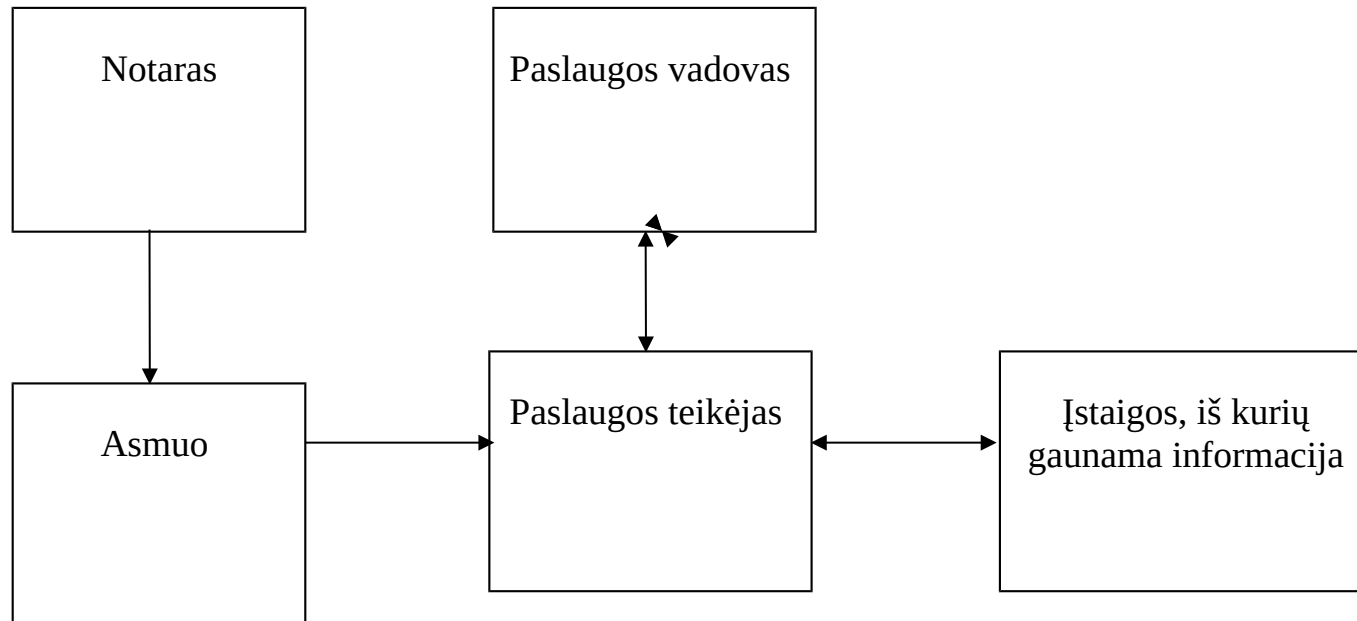 Notaras
Paslaugos vadovas
Asmuo
Paslaugos teikėjas
Įstaigos, iš kurių
gaunama informacija